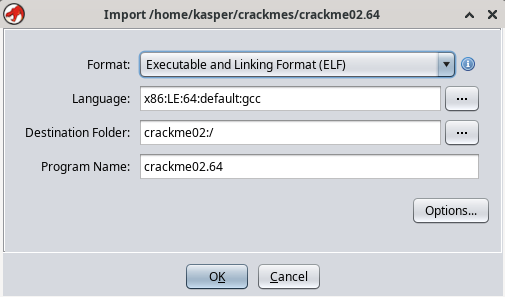 Import /home/kasper/crackmes/crackme02.64
Format: Executable and Linking Format (ELF)
Language: x86:LE:64:default:gcc ...
Destination Folder: crackme02:/ ...
Program Name: crackme02.64
Options...
OK Cancel